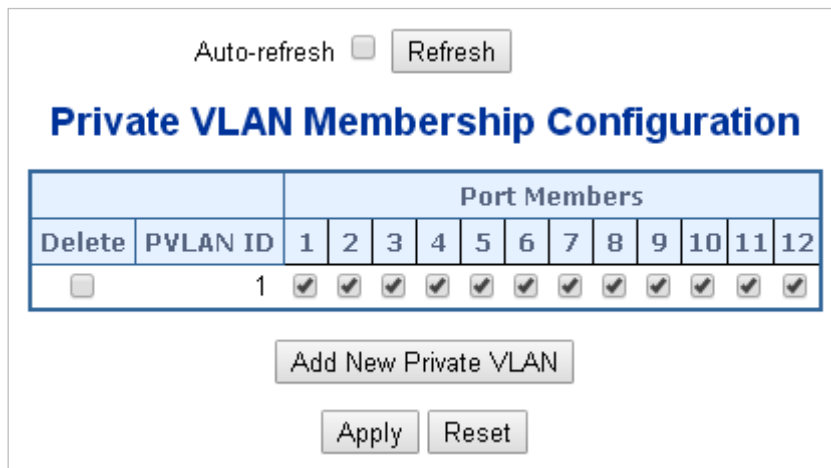 Auto-refresh Refresh
Private VLAN Membership Configuration
Port Members
Delete PVLAN ID 1 2 3 4 5 6 7 8 9 10 11 12
1
Add New Private VLAN
Apply Reset